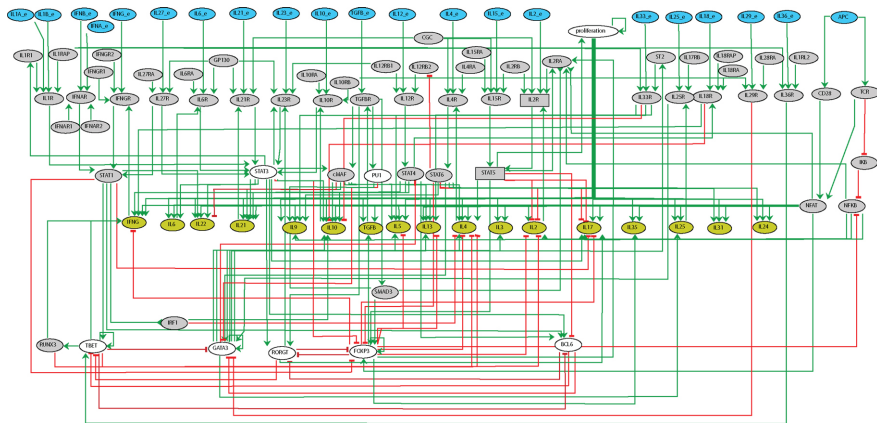 IL1A_e IL1B_e IFNB_e IFNG_e IL27_e IL6_e IL21_e IL23_e IL10_e TGFB_e IL12_e IL4_e IL15_e IL2_e IL33_e IL25_e IL18_e IL29_e IL36_e APC
IFNA_e
proliferation
CGC
IL1R1 IL1RAP IFNGR2 GP130 IL15RA IL2RA ST2 IL17RB IL18RAP IL28RA IL1RL2
IFNGR1 IL27RA IL6RA IL10RA IL10RB IL12RB1 IL12RB2 IL4RA IL2RB IL18RA CD28 TCR
IL1R IFNAR IFNGR IL27R IL6R IL21R IL23R IL10R TGFBR IL12R IL4R IL15R IL2R IL33R IL25R IL18R IL29R IL36R
IFNAR1 IFNAR2
STAT1 STAT3 cMAF PU1 STAT4 STAT6 STAT5 IKB
NFAT NFKB
IFNG IL6 IL22 IL21 IL9 IL10 TGFB IL5 IL13 IL4 IL3 IL2 IL17 IL35 IL25 IL31 IL24
SMAD3
IRF1
RUNX3 TBET GATA3 RORGT FOXP3 BCL6